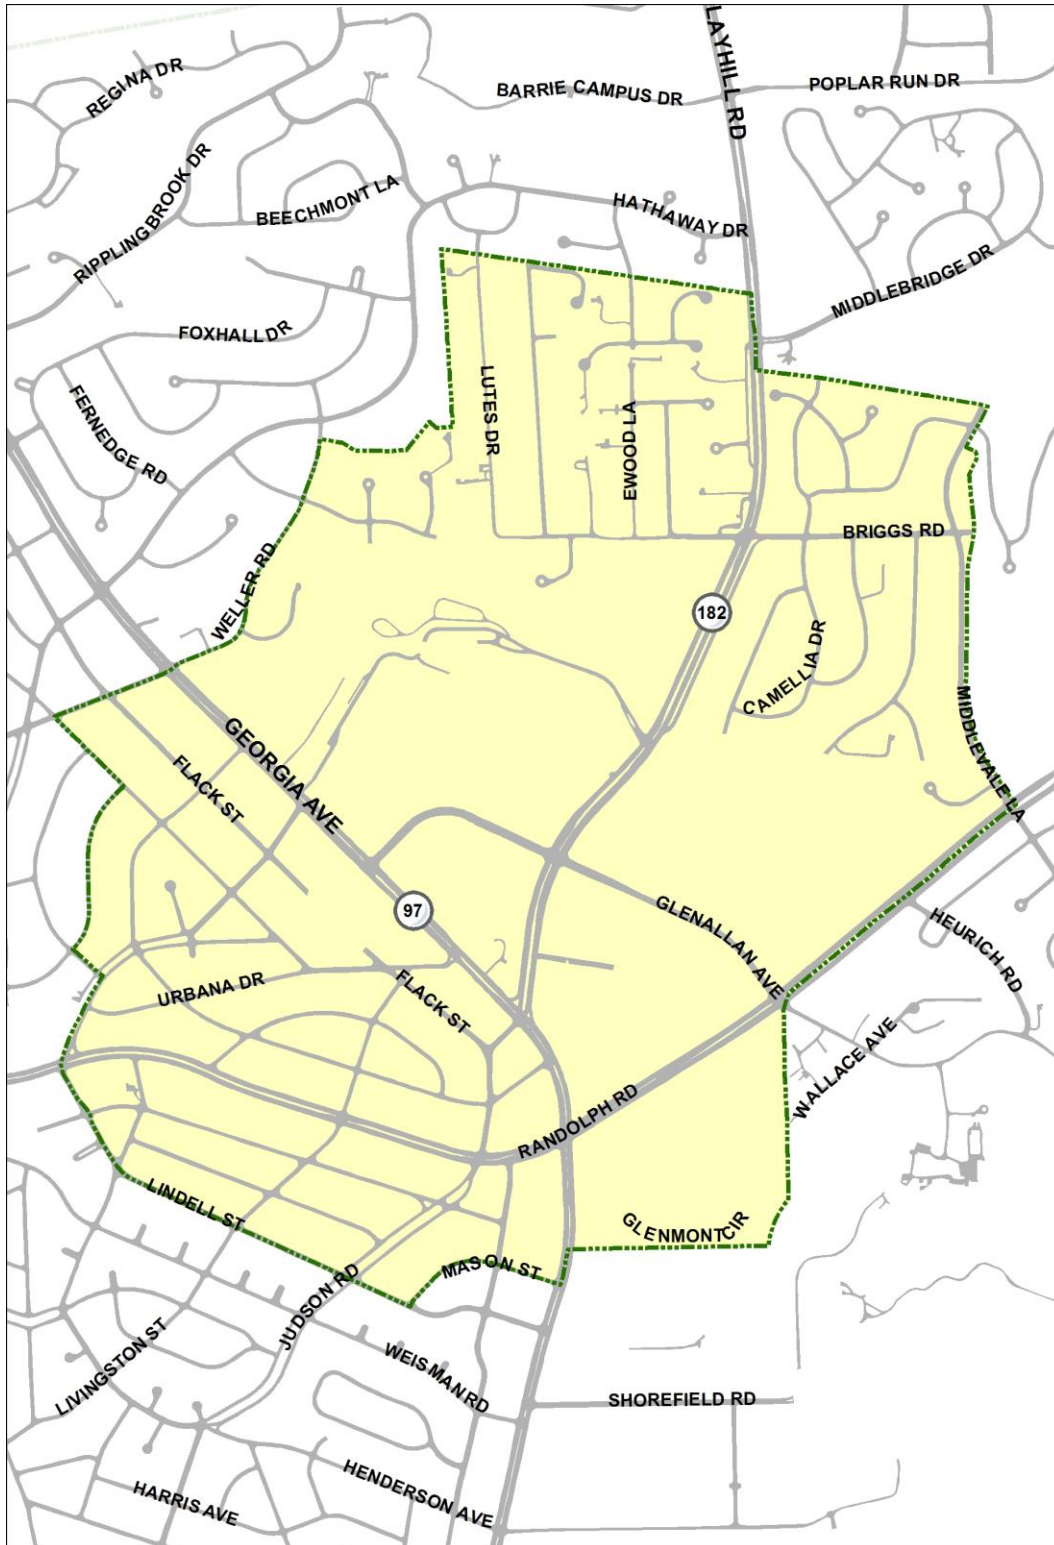 LAYHILL RD
REGINA DR
BARRIE CAMPUS DR
POPLAR RUN DR
RIPPLING BROOK DR
BEECHMONT LA
HATHAWAY DR
MIDDLEBRIDGE DR
FOXHALL DR
FERNEDGE RD
LUTES DR
EWOOD LA
BRIGGS RD
WELLER RD
182
CAMELLIA DR
MIDDLEVALE LA
GEORGIA AVE
FLACK ST
97
GLENALLAN AVE
HEURICH RD
URBANA DR
FLACK ST
WALLACE AVE
RANDOLPH RD
LINDELL ST
GLENMONT CIR
MASON ST
JUDSON RD
LIVINGSTON ST
WEISMAN RD
SHOREFIELD RD
HARRIS AVE
HENDERSON AVE